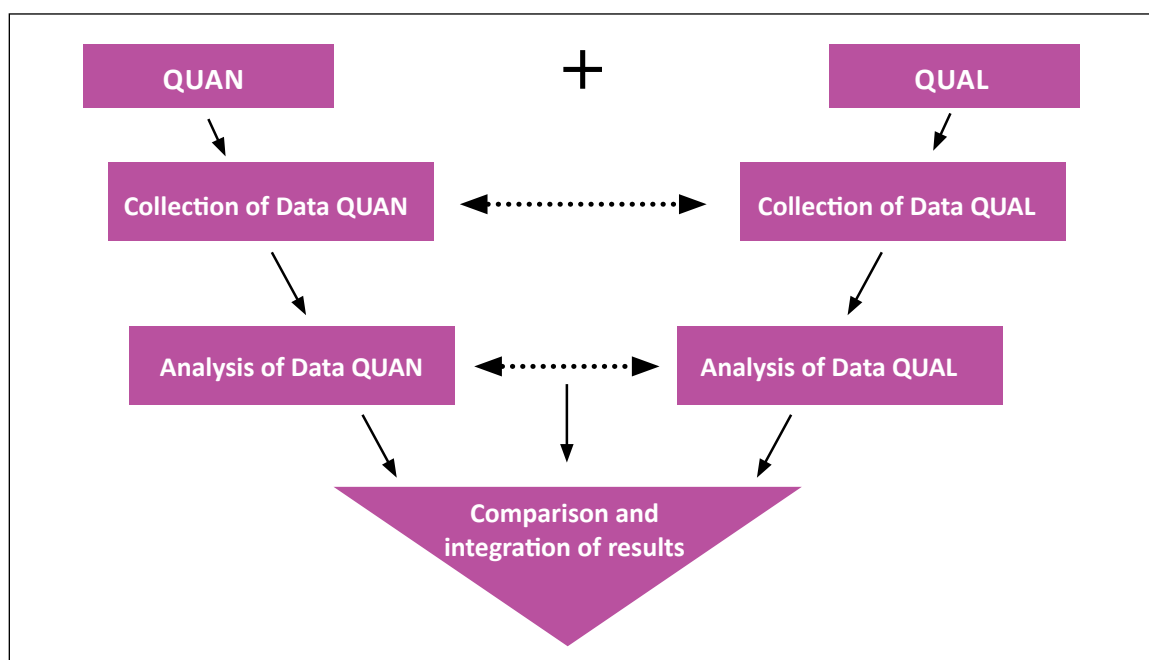 QUAN
+
QUAL
Collection of Data QUAN
Collection of Data QUAL
Analysis of Data QUAN
Analysis of Data QUAL
Comparison and
integration of results